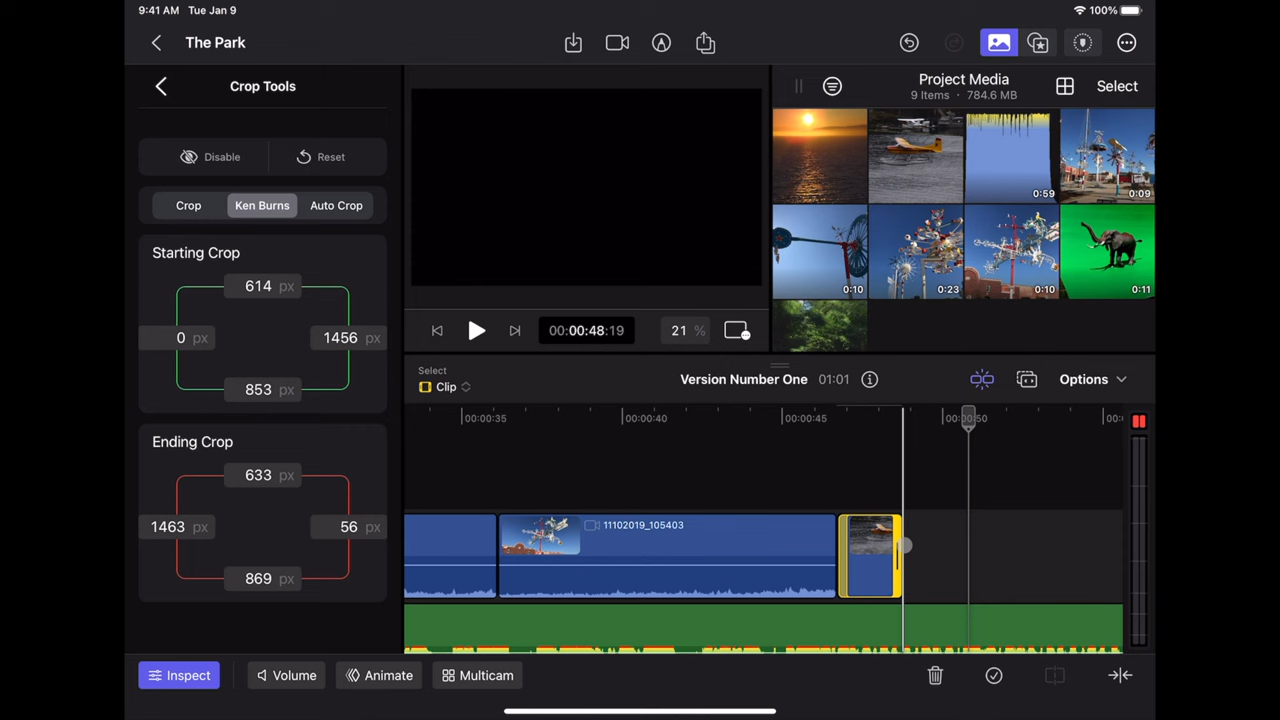 9:41 AM Tue Jan 9
100%
The Park
Crop Tools
Disable
Reset
Crop
Ken Burns
Auto Crop
Starting Crop
614 px
0 px
1456 px
853 px
Ending Crop
633 px
1463 px
56 px
869 px
Project Media
9 Items · 784.6 MB
Select
0:59
0:09
0:10
0:23
0:10
0:11
00:00:48:19
21 %
Select
Clip
Version Number One 01:01
Options
00:00:35
00:00:40
00:00:45
00:00:50
00:
11102019_105403
Inspect
Volume
Animate
Multicam